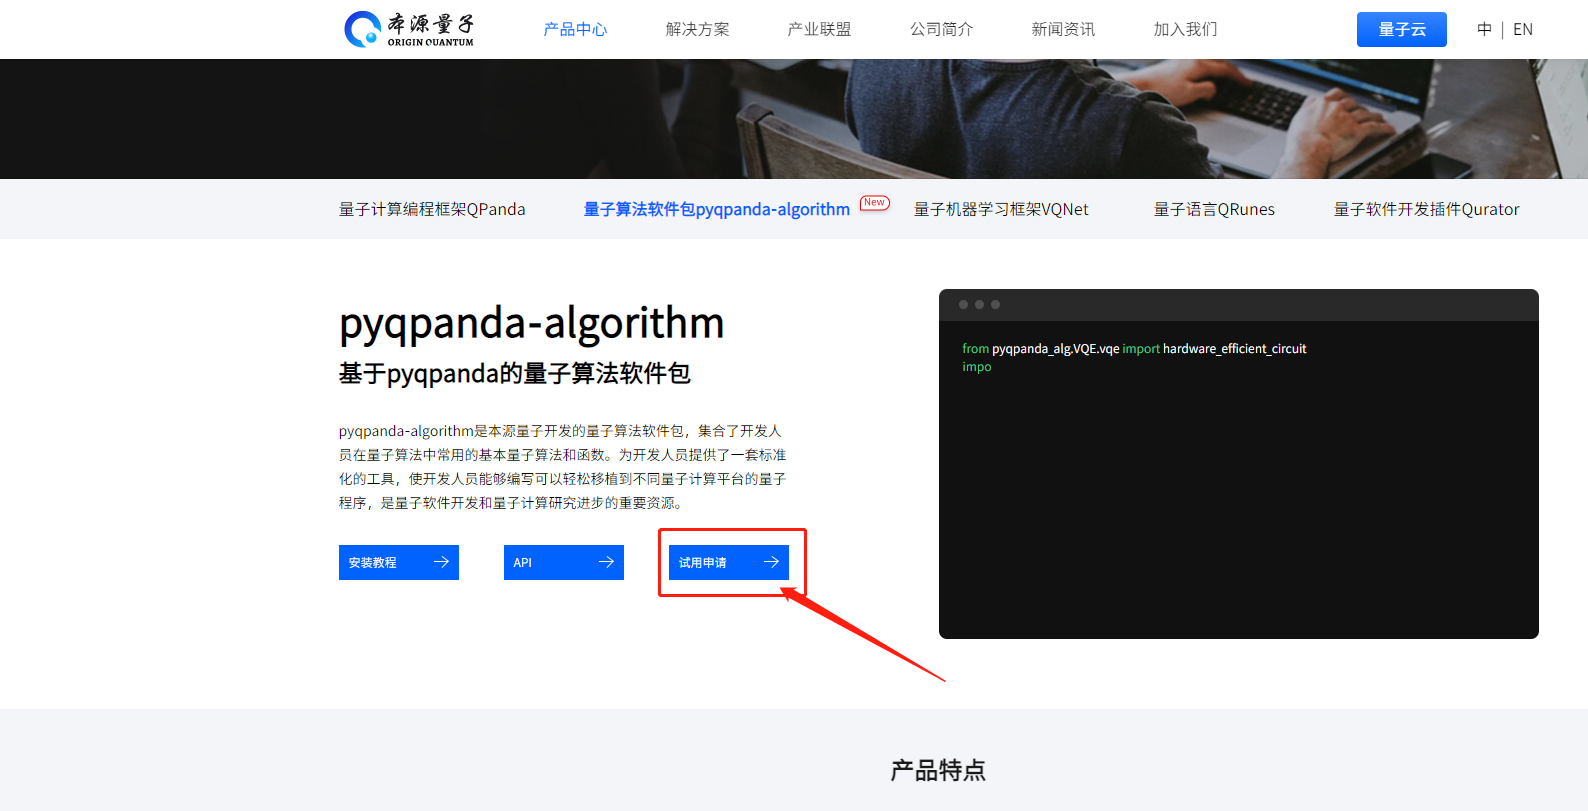 本源量子
ORIGIN QUANTUM
产品中心
解决方案
产业联盟
公司简介
新闻资讯
加入我们
量子云
中 | EN
量子计算编程框架QPanda
量子算法软件包pyqpanda-algorithm
New
量子机器学习框架VQNet
量子语言QRunes
量子软件开发插件Qurator
pyqpanda-algorithm
基于pyqpanda的量子算法软件包
pyqpanda-algorithm是本源量子开发的量子算法软件包，集合了开发人
员在量子算法中常用的基本量子算法和函数。为开发人员提供了一套标准
化的工具，使开发人员能够编写可以轻松移植到不同量子计算平台的量子
程序，是量子软件开发和量子计算研究进步的重要资源。
安装教程
API
试用申请
from pyqpanda_alg.VQE.vqe import hardware_efficient_circuit
impo
产品特点